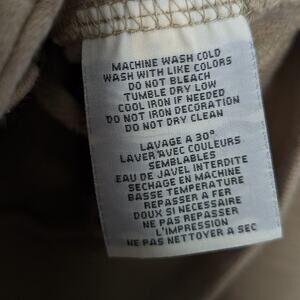 MACHINE WASH COLD
WASH WITH LIKE COLORS
DO NOT BLEACH
TUMBLE DRY LOW
COOL IRON IF NEEDED
DO NOT IRON DECORATION
DO NOT DRY CLEAN
LAVAGE A 30°
LAVER AVEC COULEURS
SEMBLABLES
EAU DE JAVEL INTERDITE
SECHAGE EN MACHINE
BASSE TEMPERATURE
REPASSER A FER
DOUX SI NECESSAIRE
NE PAS REPASSER
L'IMPRESSION
NE PAS NETTOYER A SEC